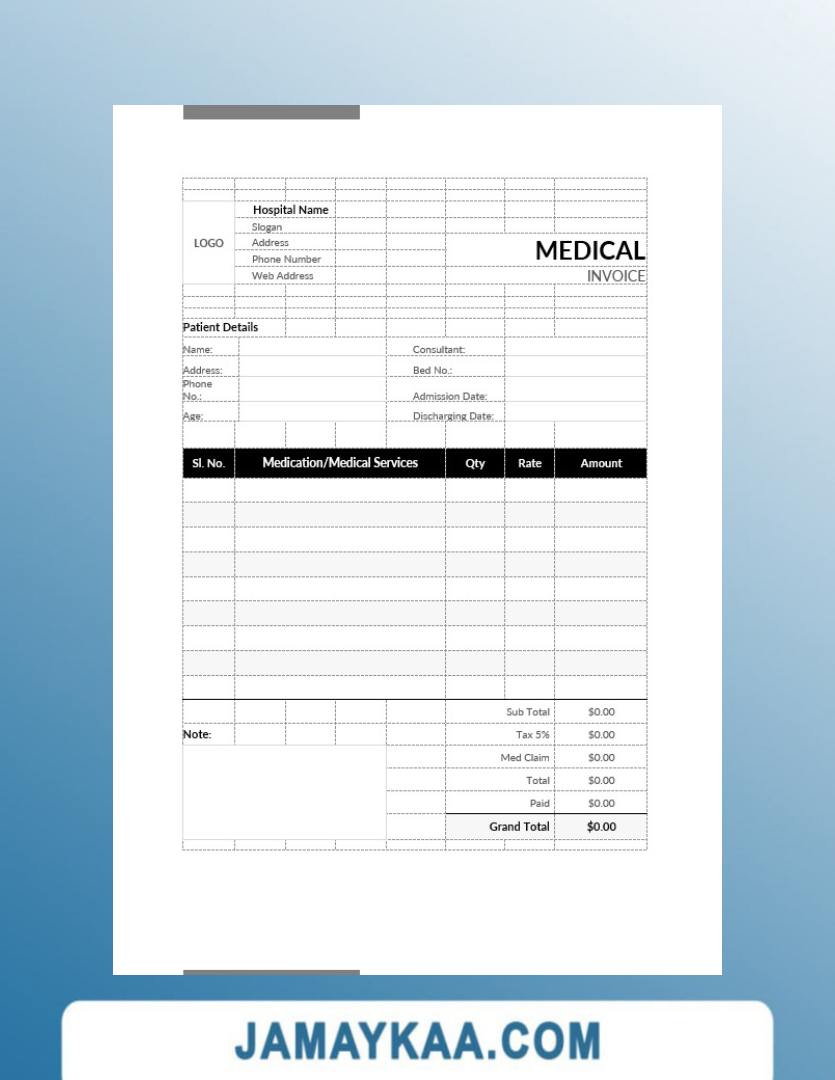 Hospital Name
Slogan
LOGO
Address
MEDICAL
Phone Number
Web Address
INVOICE
Patient Details
Name:
Consultant:
Address:
Bed No.:
Phone
No.:
Admission Date:
Age:
Discharging Date:
Sl. No. Medication/Medical Services Qty Rate Amount
Sub Total $0.00
Note:
Tax 5% $0.00
Med Claim $0.00
Total $0.00
Paid $0.00
Grand Total $0.00
JAMAYKAA.COM